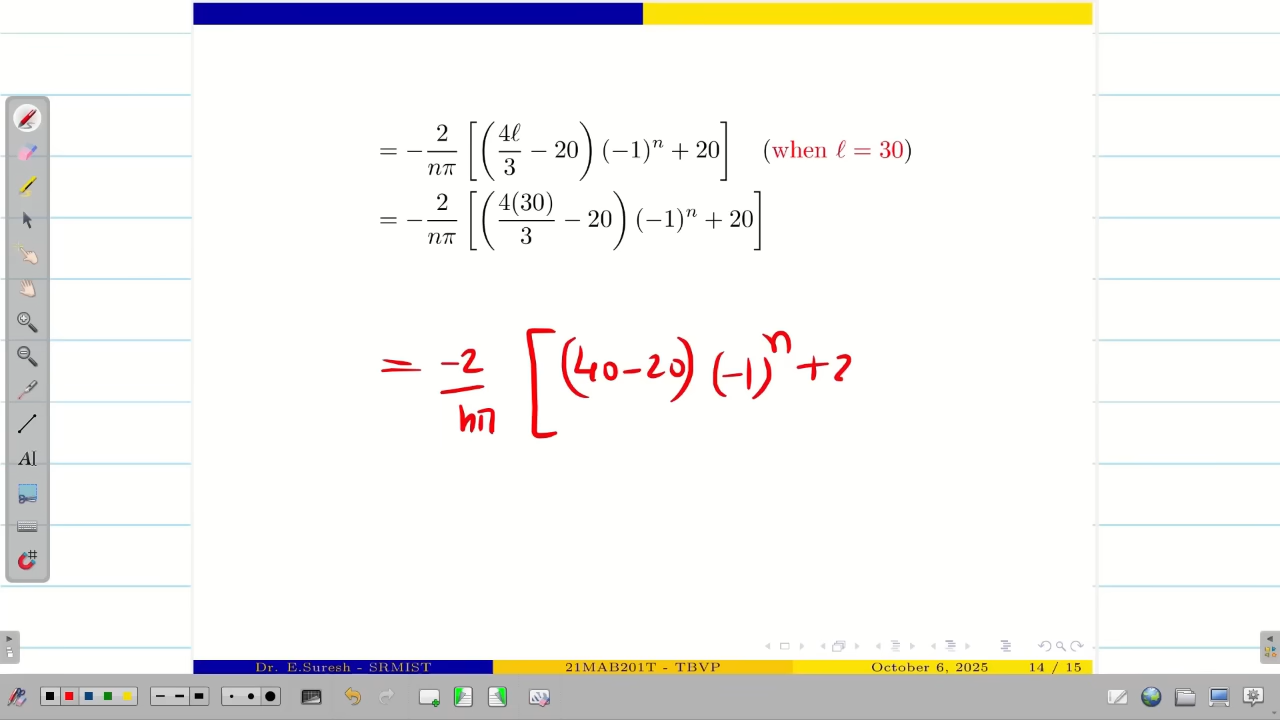 = -2/(nπ) [(4ℓ/3 − 20)(−1)^n + 20] (when ℓ = 30)
= -2/(nπ) [(4(30)/3 − 20)(−1)^n + 20]
= -2/(nπ) [(40−20)(−1)^n + 2
AI
Dr. E.Suresh - SRMIST 21MAB201T - TBVP October 6, 2025 14 / 15